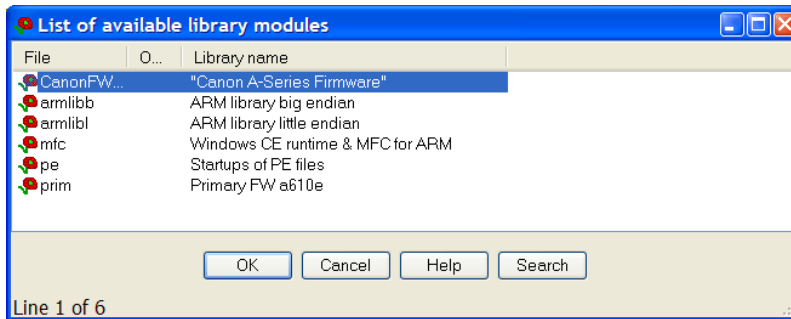 List of available library modules
File O... Library name
CanonFW... "Canon A-Series Firmware"
armlibb ARM library big endian
armlibl ARM library little endian
mfc Windows CE runtime & MFC for ARM
pe Startups of PE files
prim Primary FW a610e
OK Cancel Help Search
Line 1 of 6